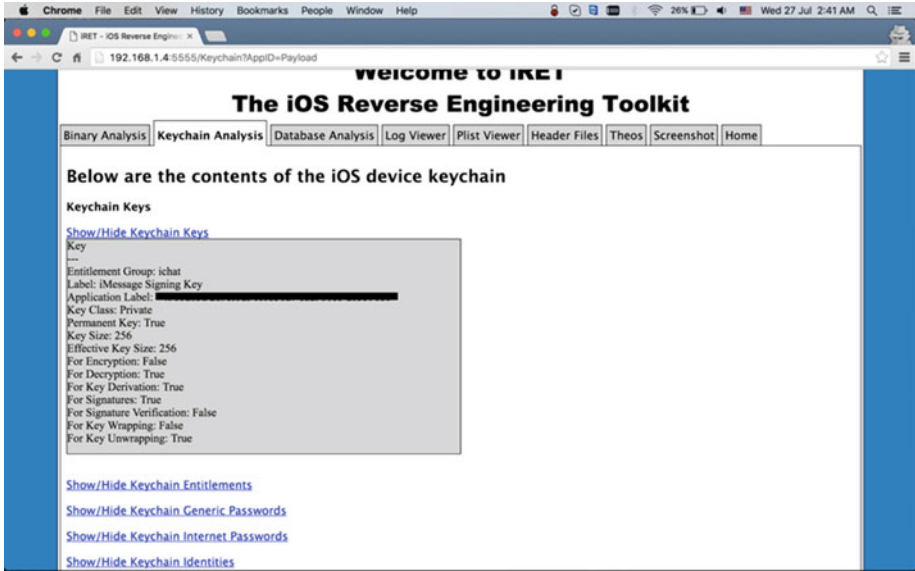 Chrome File Edit View History Bookmarks People Window Help 26% Wed 27 Jul 2:41 AM
IRET - iOS Reverse Engine
192.168.1.4:5555/Keychain?AppID=Payload
Welcome to IRET
The iOS Reverse Engineering Toolkit
Binary Analysis Keychain Analysis Database Analysis Log Viewer Plist Viewer Header Files Theos Screenshot Home
Below are the contents of the iOS device keychain
Keychain Keys
Show/Hide Keychain Keys
Key
---
Entitlement Group: ichat
Label: iMessage Signing Key
Application Label:
Key Class: Private
Permanent Key: True
Key Size: 256
Effective Key Size: 256
For Encryption: False
For Decryption: True
For Key Derivation: True
For Signatures: True
For Signature Verification: False
For Key Wrapping: False
For Key Unwrapping: True
Show/Hide Keychain Entitlements
Show/Hide Keychain Generic Passwords
Show/Hide Keychain Internet Passwords
Show/Hide Keychain Identities